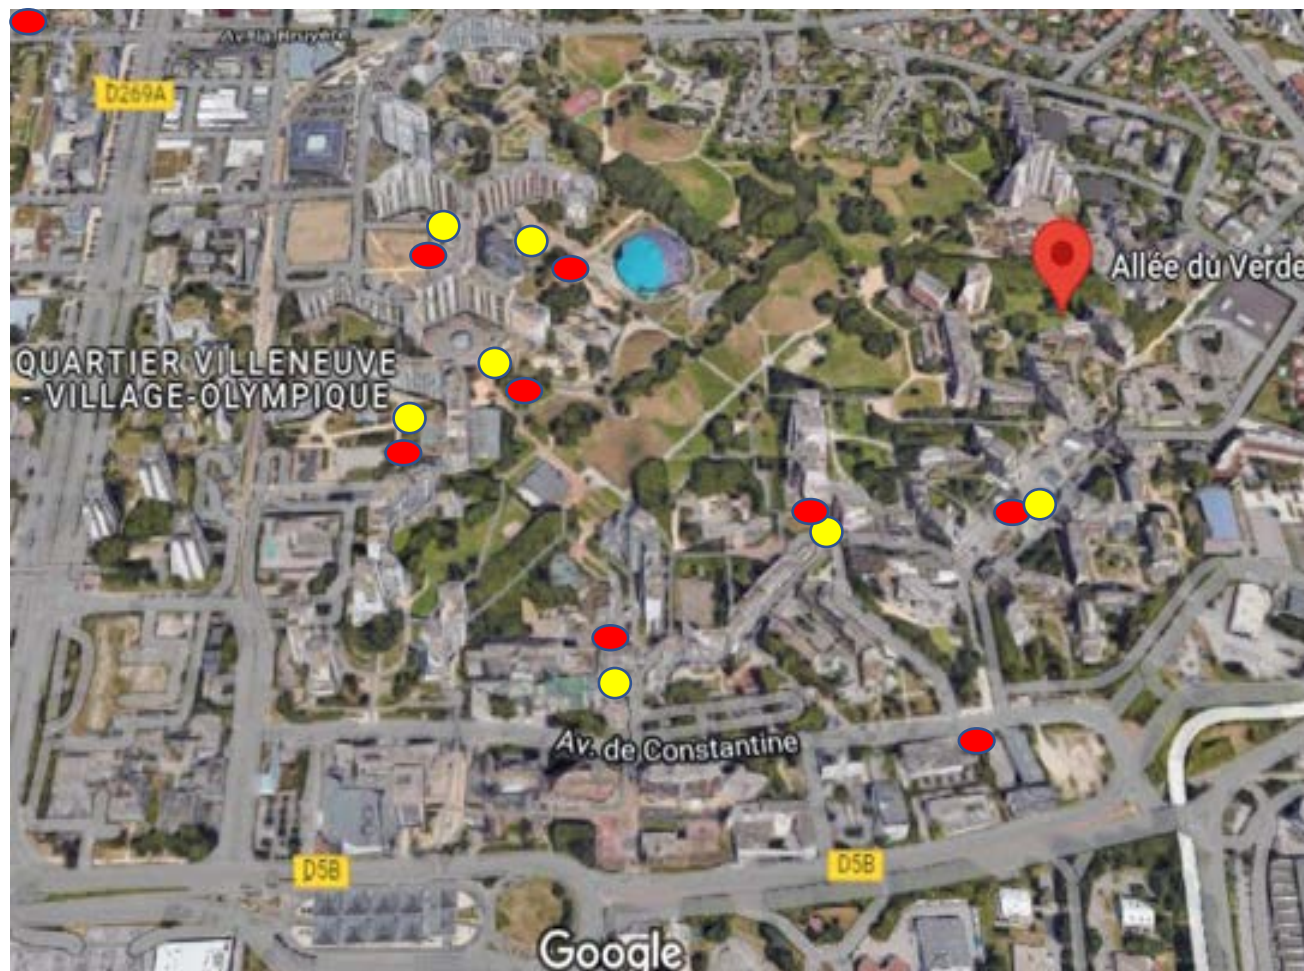 Av. la Bruyère
D269A
Allée du Verde
QUARTIER VILLENEUVE
- VILLAGE-OLYMPIQUE
Av. de Constantine
D5B
D5B
Google